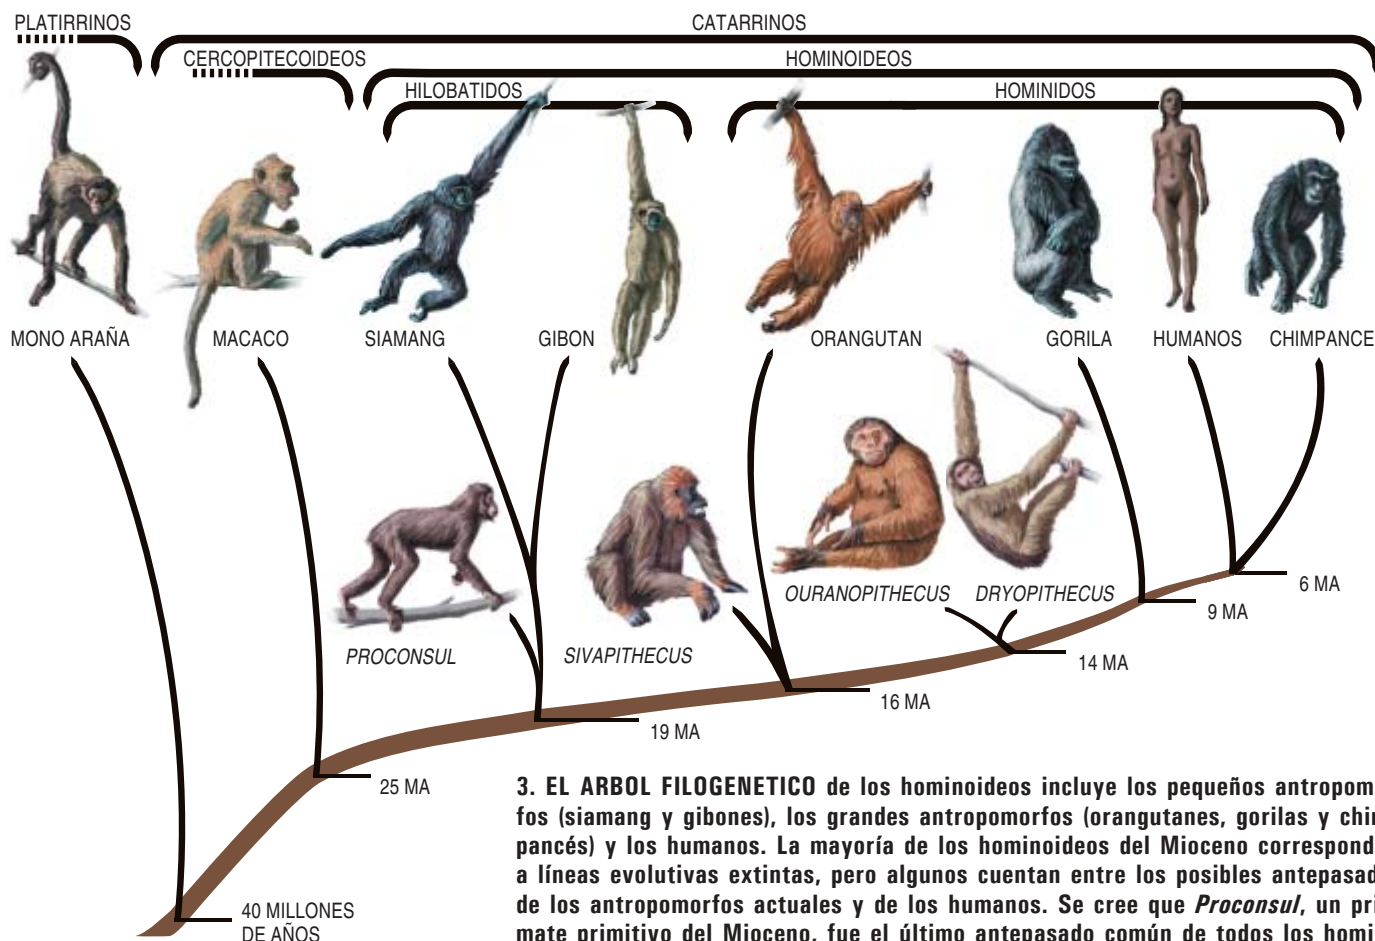 PLATIRRINOS
CATARRINOS
CERCOPITECOIDEOS
HOMINOIDEOS
HILOBATIDOS
HOMINIDOS
MONO ARAÑA
MACACO
SIAMANG
GIBON
ORANGUTAN
GORILA
HUMANOS
CHIMPANCE
PROCONSUL
SIVAPITHECUS
OURANOPITHECUS
DRYOPITHECUS
6 MA
9 MA
14 MA
16 MA
19 MA
25 MA
40 MILLONES
DE AÑOS
3. EL ARBOL FILOGENETICO de los hominoideos incluye los pequeños antropom
fos (siamang y gibones), los grandes antropomorfos (orangutanes, gorilas y chi
pancés) y los humanos. La mayoría de los hominoideos del Mioceno correspond
a líneas evolutivas extintas, pero algunos cuentan entre los posibles antepasad
de los antropomorfos actuales y de los humanos. Se cree que Proconsul, un pri
mate primitivo del Mioceno, fue el último antepasado común de todos los homi